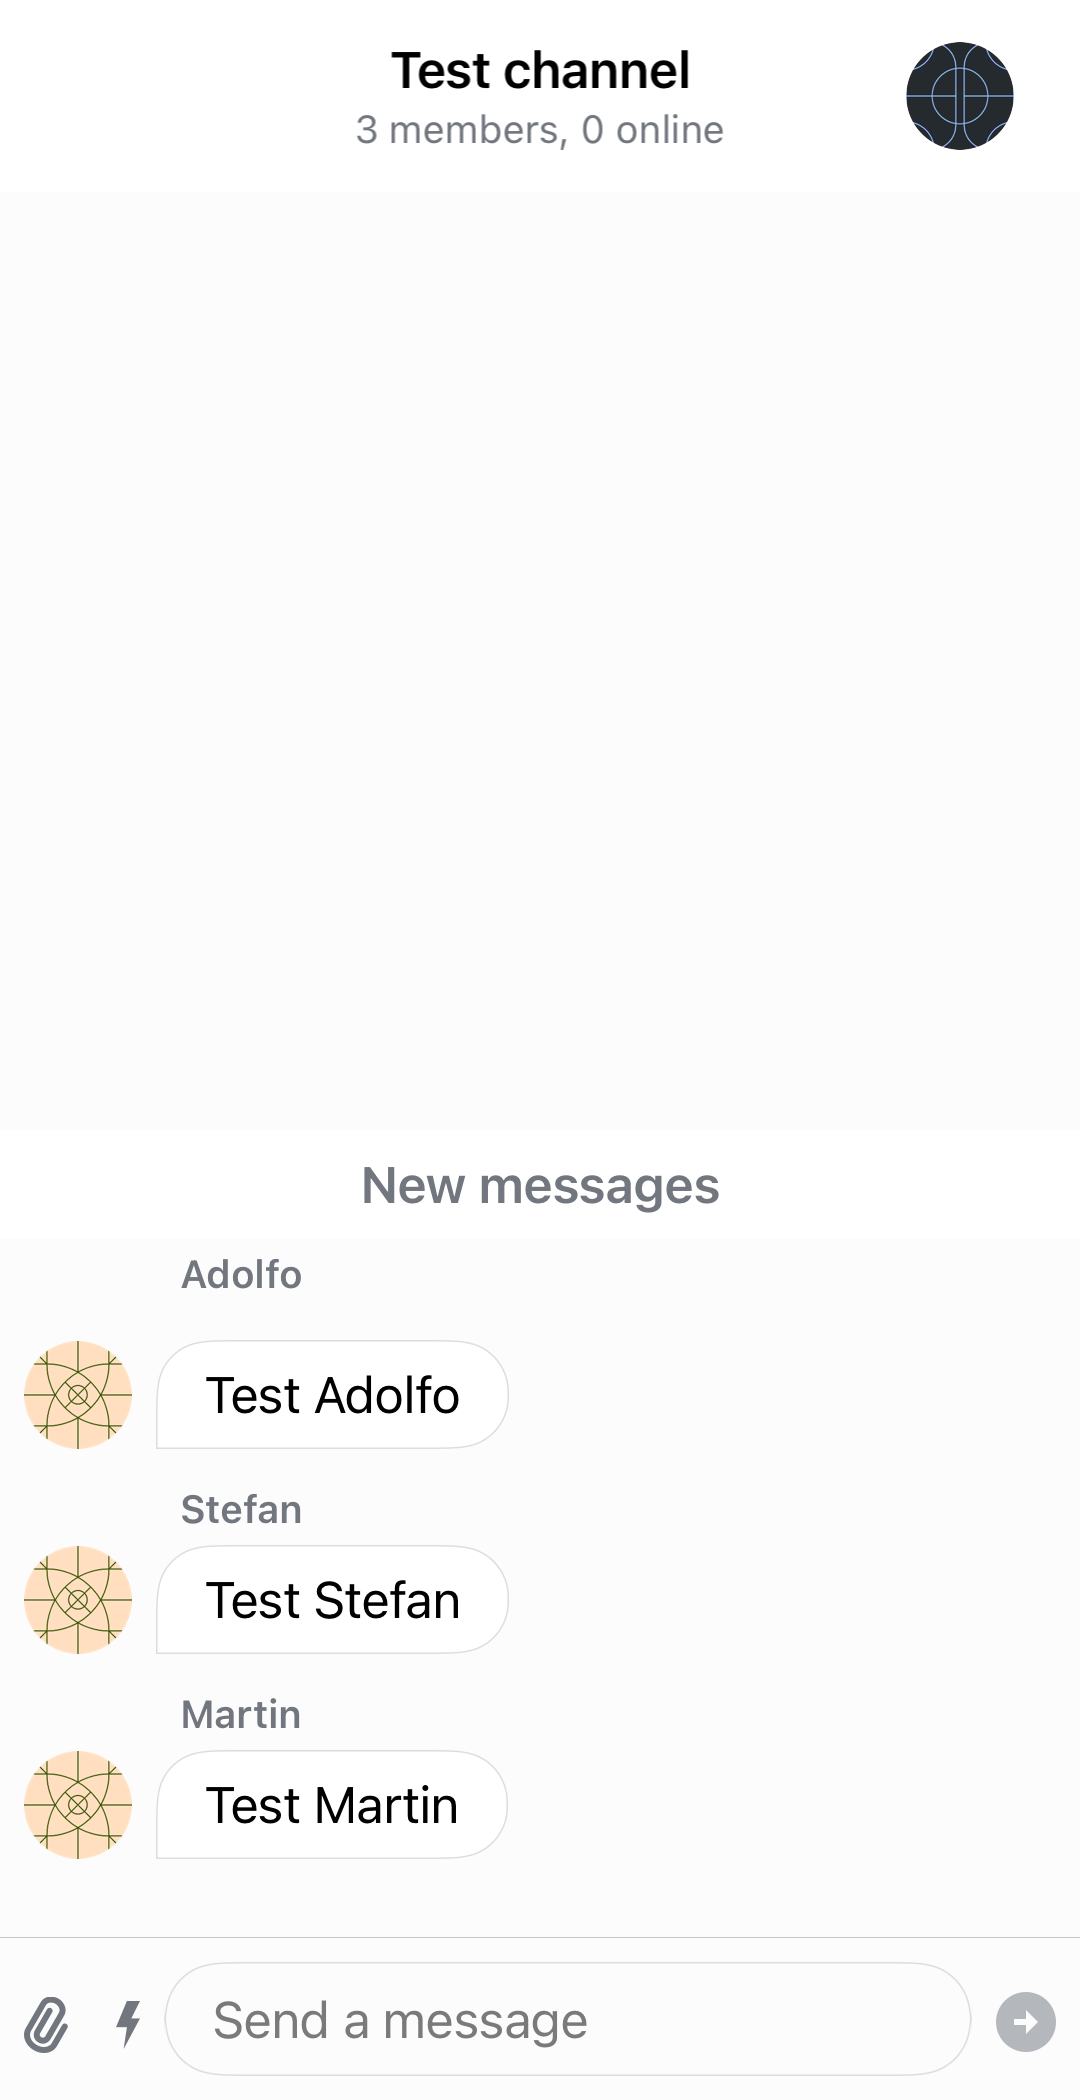 Test channel
3 members, 0 online
New messages
Adolfo
Test Adolfo
Stefan
Test Stefan
Martin
Test Martin
Send a message